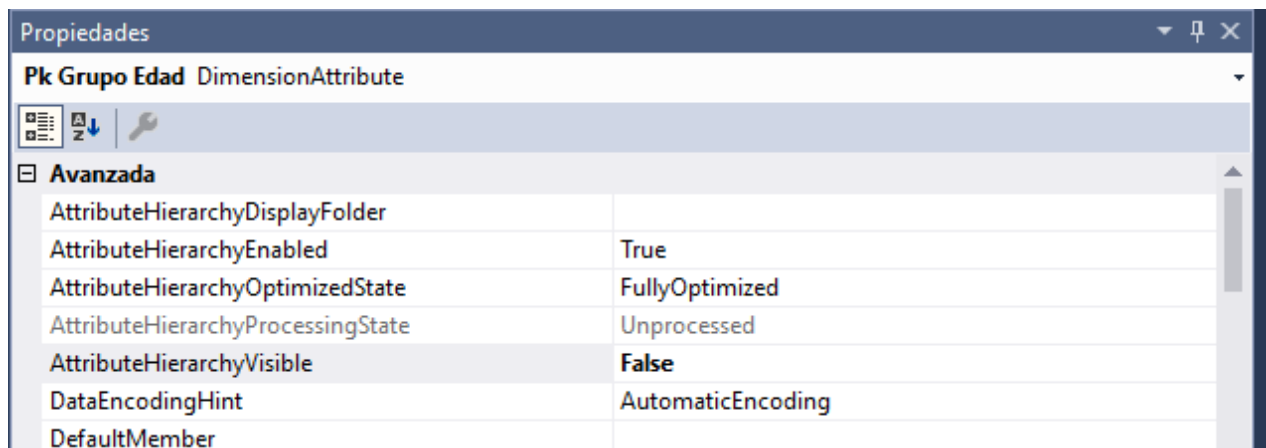 Propiedades
Pk Grupo Edad DimensionAttribute
Avanzada
AttributeHierarchyDisplayFolder
AttributeHierarchyEnabled True
AttributeHierarchyOptimizedState FullyOptimized
AttributeHierarchyProcessingState Unprocessed
AttributeHierarchyVisible False
DataEncodingHint AutomaticEncoding
DefaultMember